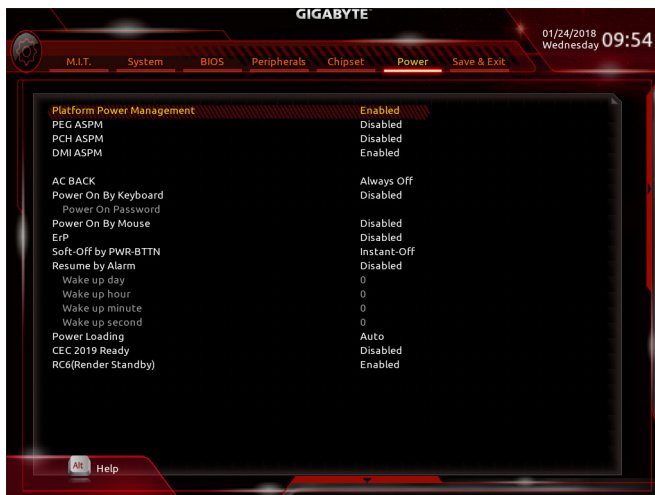 GIGABYTE™
01/24/2018
Wednesday 09:54
M.I.T. System BIOS Peripherals Chipset Power Save & Exit
Platform Power Management Enabled
PEG ASPM Disabled
PCH ASPM Disabled
DMI ASPM Enabled
AC BACK Always Off
Power On By Keyboard Disabled
Power On Password
Power On By Mouse Disabled
ErP Disabled
Soft-Off by PWR-BTTN Instant-Off
Resume by Alarm Disabled
Wake up day 0
Wake up hour 0
Wake up minute 0
Wake up second 0
Power Loading Auto
CEC 2019 Ready Disabled
RC6(Render Standby) Enabled
Alt Help